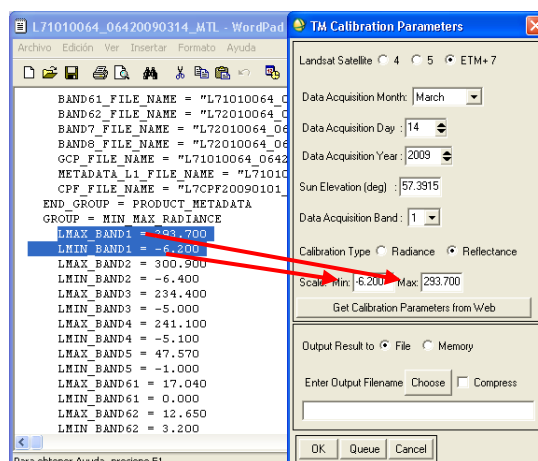 L71010064_06420090314_MTL - WordPad
Archivo Edición Ver Insertar Formato Ayuda
BAND61_FILE_NAME = "L71010064_0
BAND62_FILE_NAME = "L72010064_0
BAND7_FILE_NAME = "L72010064_06
BAND8_FILE_NAME = "L72010064_06
GCP_FILE_NAME = "L71010064_0642
METADATA_L1_FILE_NAME = "L71010
CPF_FILE_NAME = "L7CPF20090101_
END_GROUP = PRODUCT_METADATA
GROUP = MIN_MAX_RADIANCE
LMAX_BAND1 = 293.700
LMIN_BAND1 = -6.200
LMAX_BAND2 = 300.900
LMIN_BAND2 = -6.400
LMAX_BAND3 = 234.400
LMIN_BAND3 = -5.000
LMAX_BAND4 = 241.100
LMIN_BAND4 = -5.100
LMAX_BAND5 = 47.570
LMIN_BAND5 = -1.000
LMAX_BAND61 = 17.040
LMIN_BAND61 = 0.000
LMAX_BAND62 = 12.650
LMIN_BAND62 = 3.200
Para obtener Ayuda, presione F1
TM Calibration Parameters
Landsat Satellite 4 5 ETM+ 7
Data Acquisition Month: March
Data Acquisition Day : 14
Data Acquisition Year : 2009
Sun Elevation (deg) : 57.3915
Data Acquisition Band : 1
Calibration Type Radiance Reflectance
Scale: Min: -6.200 Max: 293.700
Get Calibration Parameters from Web
Output Result to File Memory
Enter Output Filename Choose Compress
OK Queue Cancel